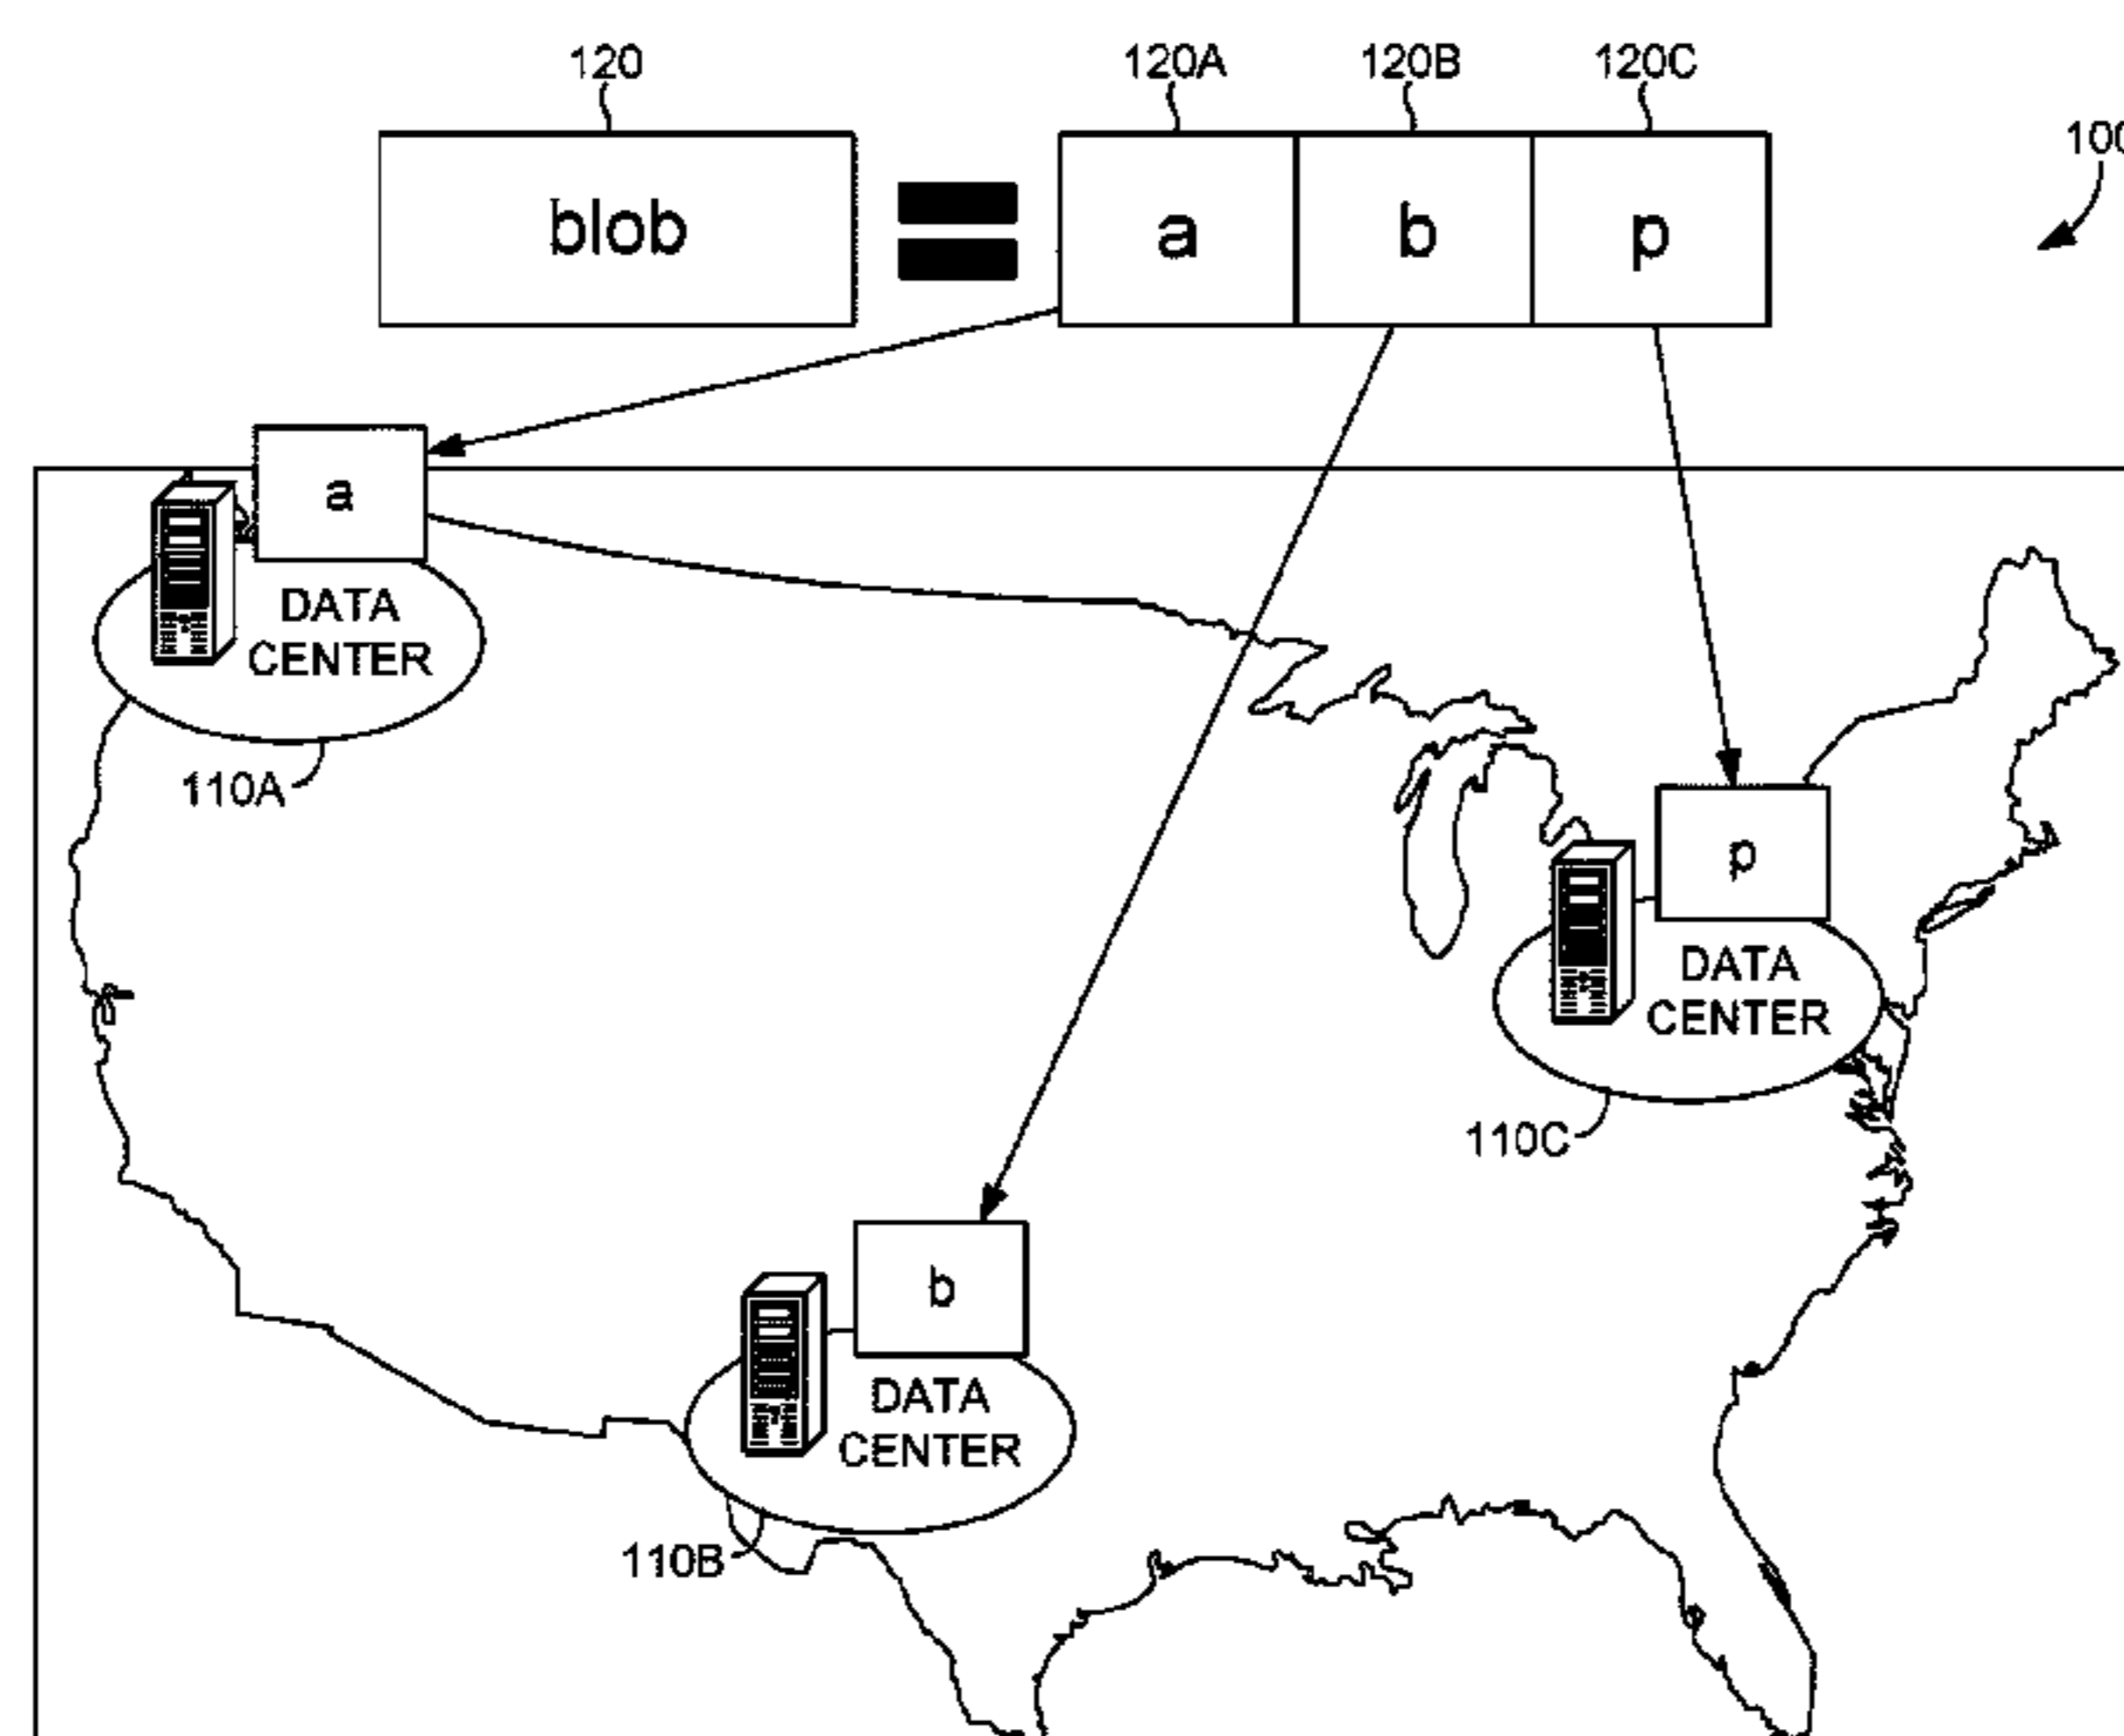 120
120A
120B
120C
100
blob
a
b
p
a
DATA
CENTER
110A
p
DATA
CENTER
110C
b
DATA
CENTER
110B